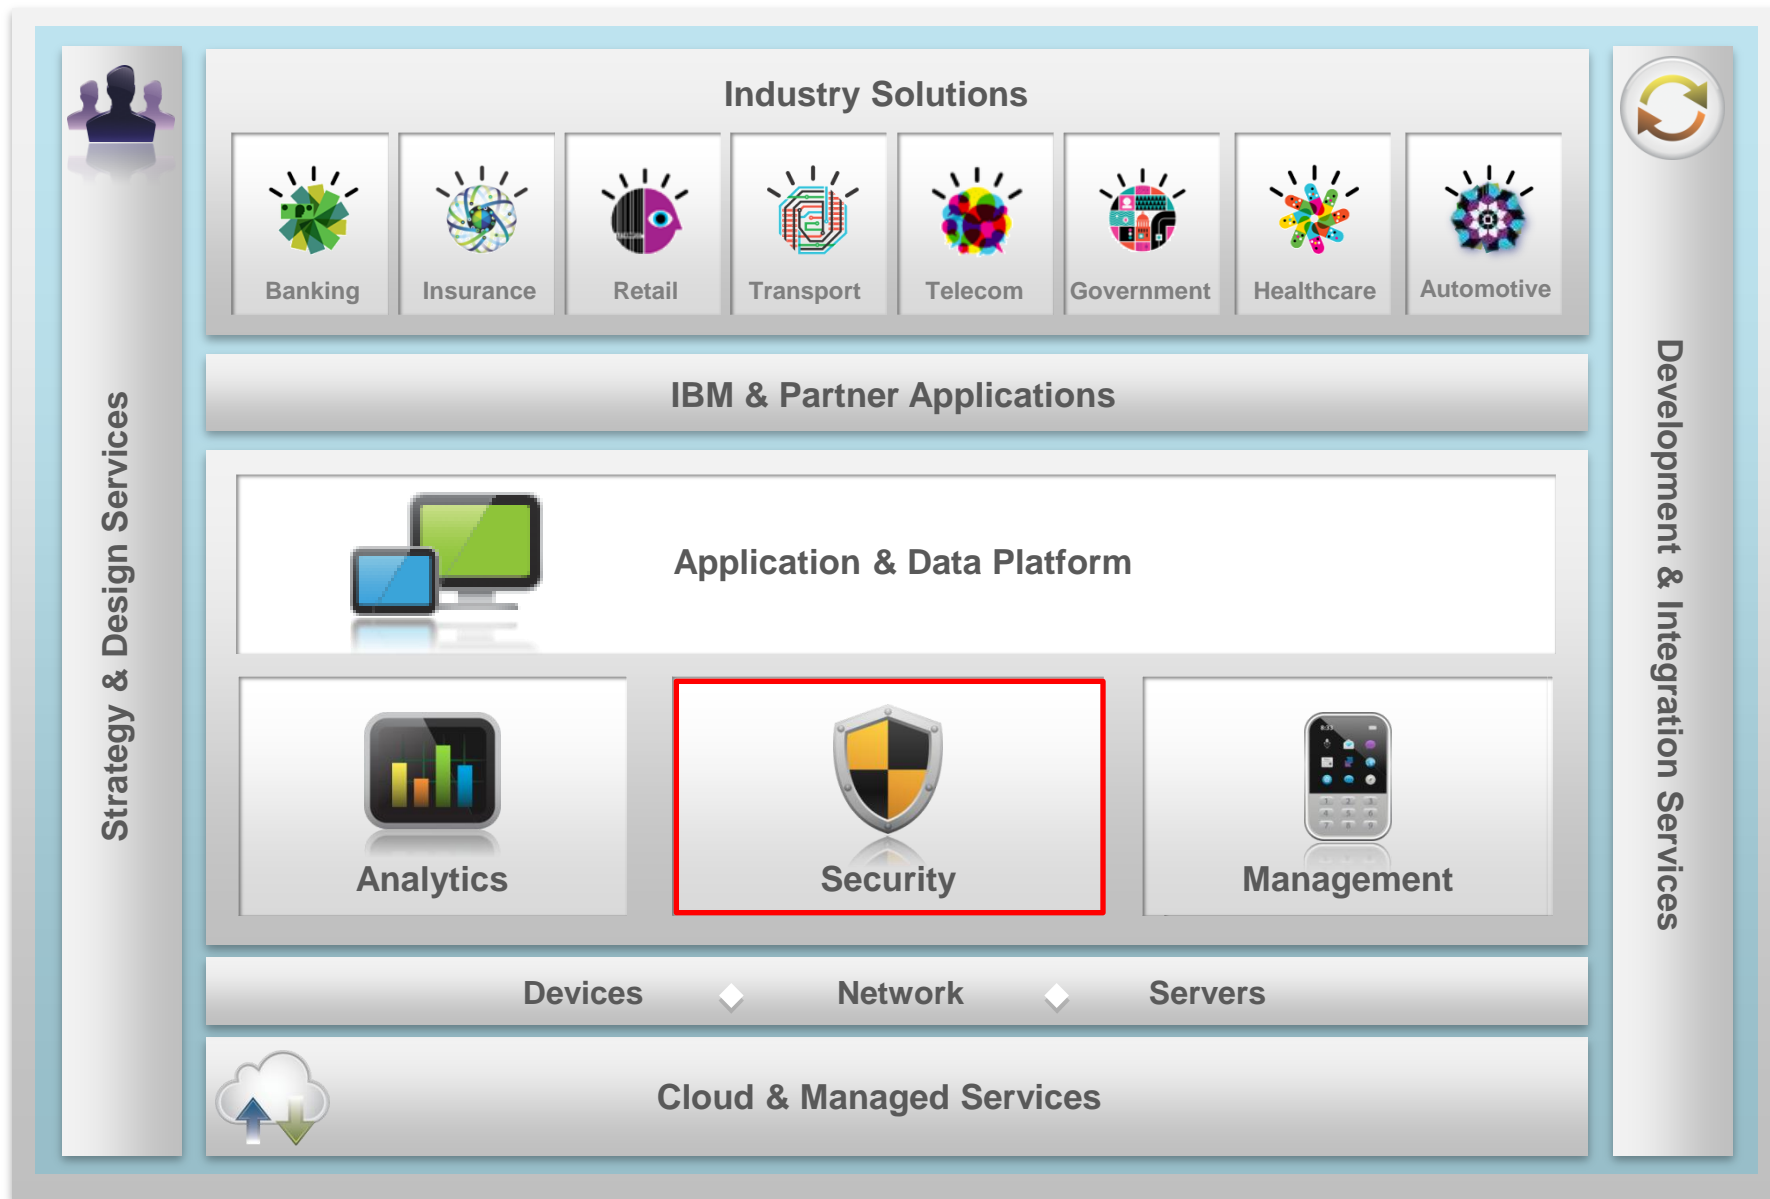 Industry Solutions
Banking
Insurance
Retail
Transport
Telecom
Government
Healthcare
Automotive
IBM & Partner Applications
Strategy & Design Services
Development & Integration Services
Application & Data Platform
Analytics
Security
Management
Devices
Network
Servers
Cloud & Managed Services